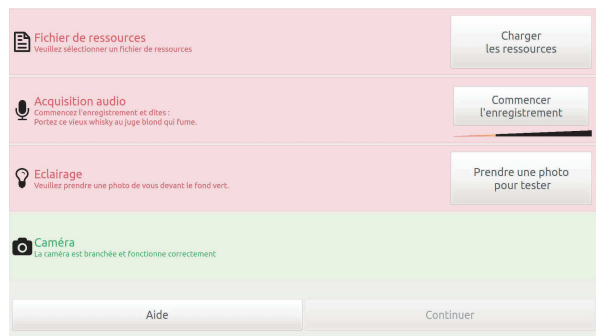 Fichier de ressources
Veuillez sélectionner un fichier de ressources
Charger
les ressources
Acquisition audio
Commencez l'enregistrement et dites :
Portez ce vieux whisky au juge blond qui fume.
Commencer
l'enregistrement
Eclairage
Veuillez prendre une photo de vous devant le fond vert.
Prendre une photo
pour tester
Caméra
La caméra est branchée et fonctionne correctement
Aide
Continuer